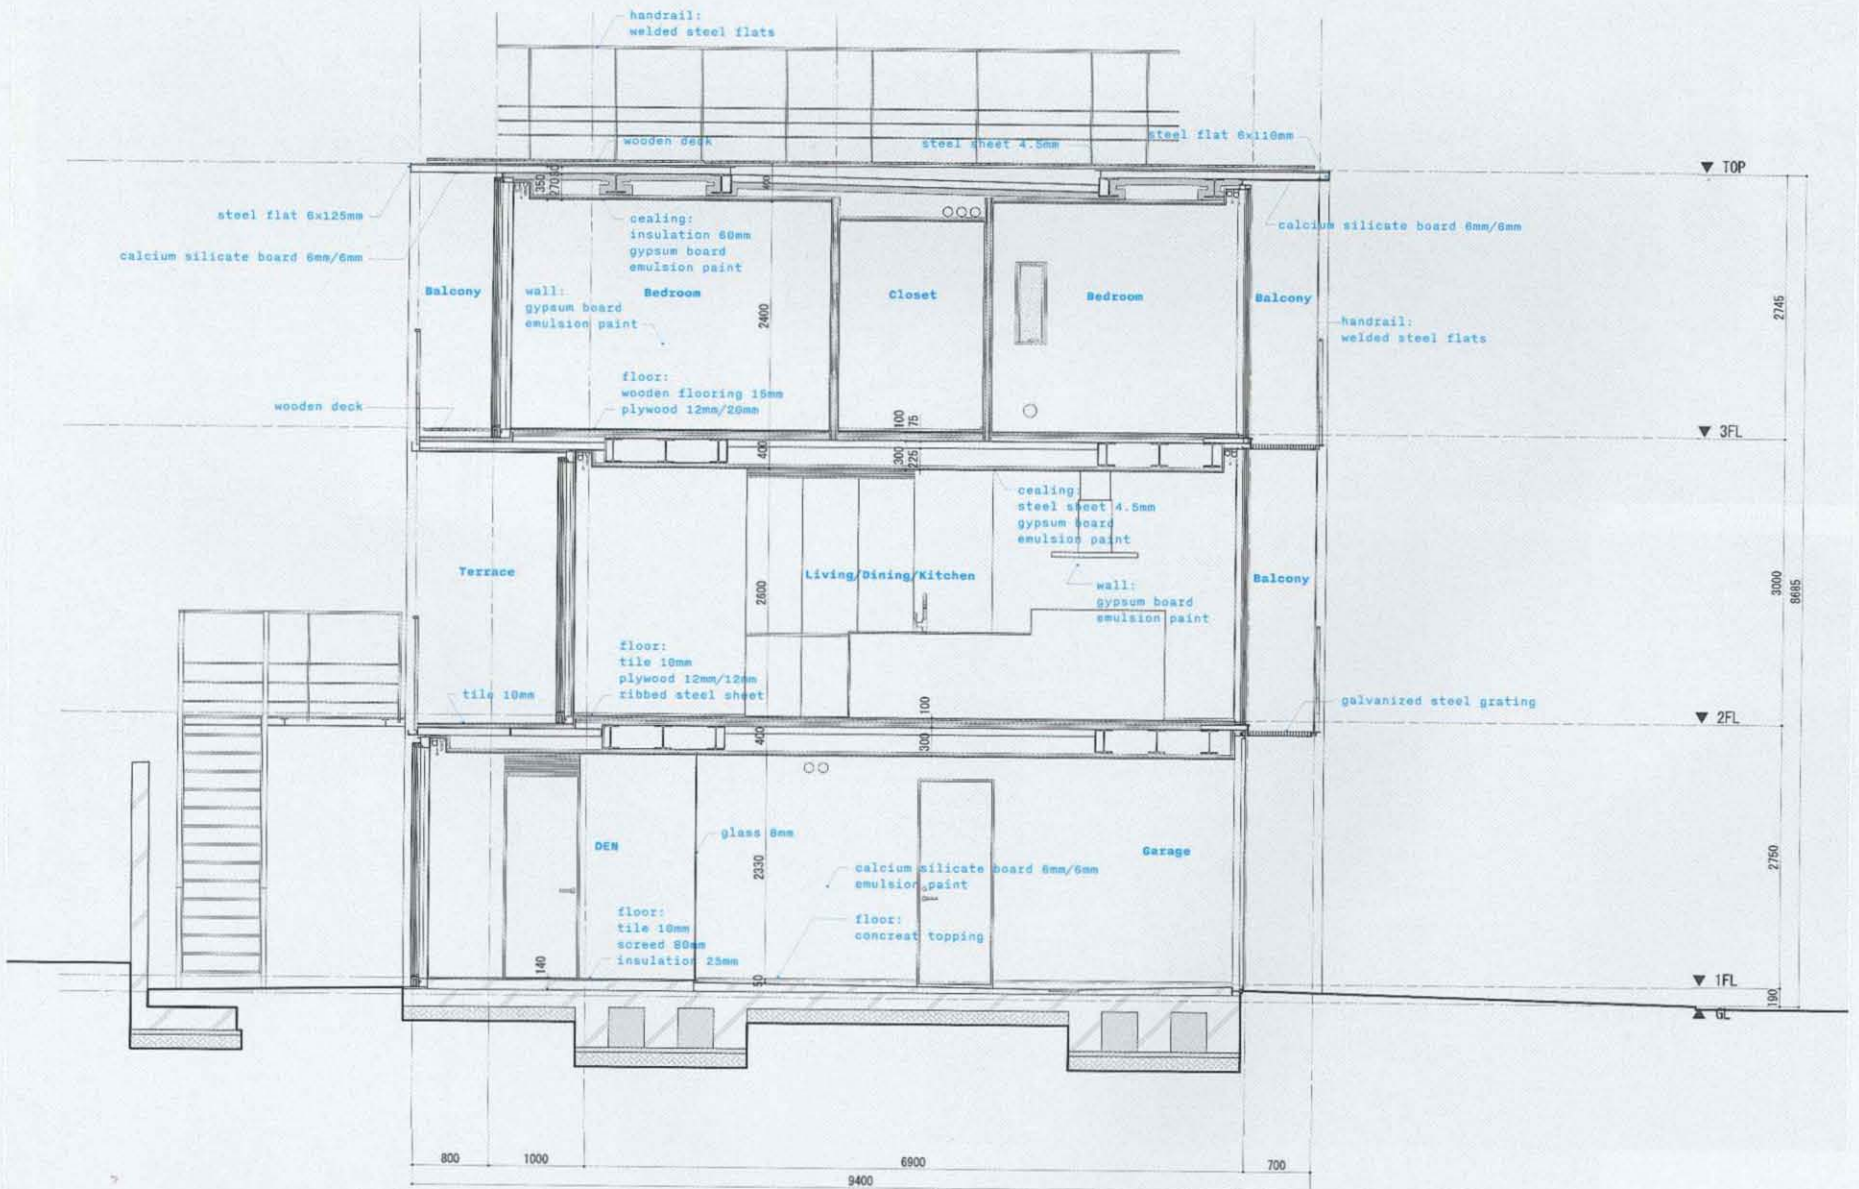 handrail:
welded steel flats
wooden deck
steel sheet 4.5mm
steel flat 6x110mm
▼ TOP
350
270
400
steel flat 6x125mm
calcium silicate board 6mm/6mm
cealing:
insulation 60mm
gypsum board
emulsion paint
calcium silicate board 6mm/6mm
Balcony
wall:
gypsum board
emulsion paint
Bedroom
2400
Closet
Bedroom
Balcony
handrail:
welded steel flats
2745
floor:
wooden flooring 15mm
plywood 12mm/20mm
wooden deck
100
75
▼ 3FL
400
300
225
cealing:
steel sheet 4.5mm
gypsum board
emulsion paint
Terrace
Living/Dining/Kitchen
2600
wall:
gypsum board
emulsion paint
Balcony
3000
8685
floor:
tile 10mm
plywood 12mm/12mm
ribbed steel sheet
tile 10mm
100
galvanized steel grating
▼ 2FL
400
300
DEN
glass 8mm
2330
calcium silicate board 6mm/6mm
emulsion paint
Garage
2750
floor:
tile 10mm
screed 80mm
insulation 25mm
floor:
concreat topping
140
50
▼ 1FL
190
▲ GL
800
1000
6900
700
9400